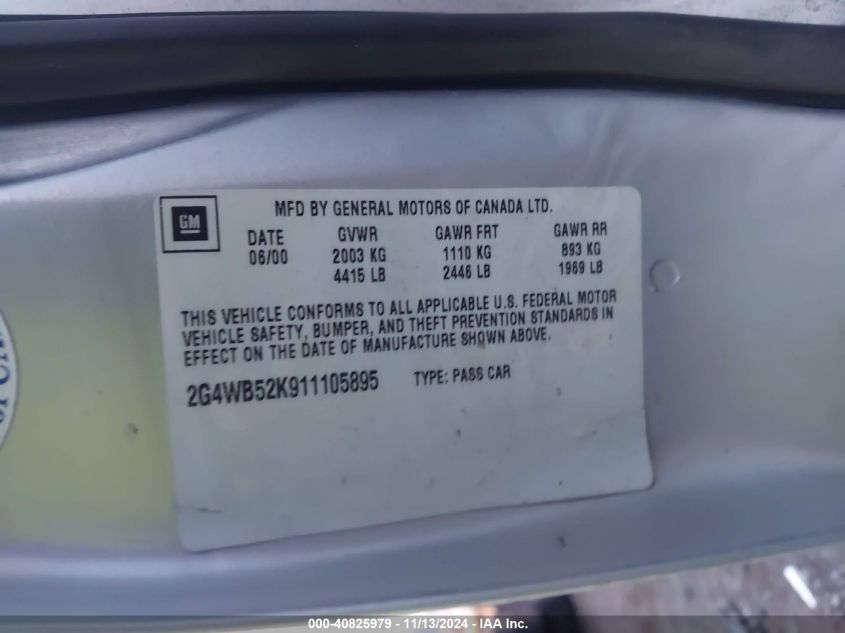 MFD BY GENERAL MOTORS OF CANADA LTD.
GM
DATE GVWR GAWR FRT GAWR RR
06/00 2003 KG 1110 KG 893 KG
4415 LB 2446 LB 1969 LB
THIS VEHICLE CONFORMS TO ALL APPLICABLE U.S. FEDERAL MOTOR
VEHICLE SAFETY, BUMPER, AND THEFT PREVENTION STANDARDS IN
EFFECT ON THE DATE OF MANUFACTURE SHOWN ABOVE.
2G4WB52K911105895 TYPE: PASS CAR
000-40825979 - 11/13/2024 - IAA Inc.